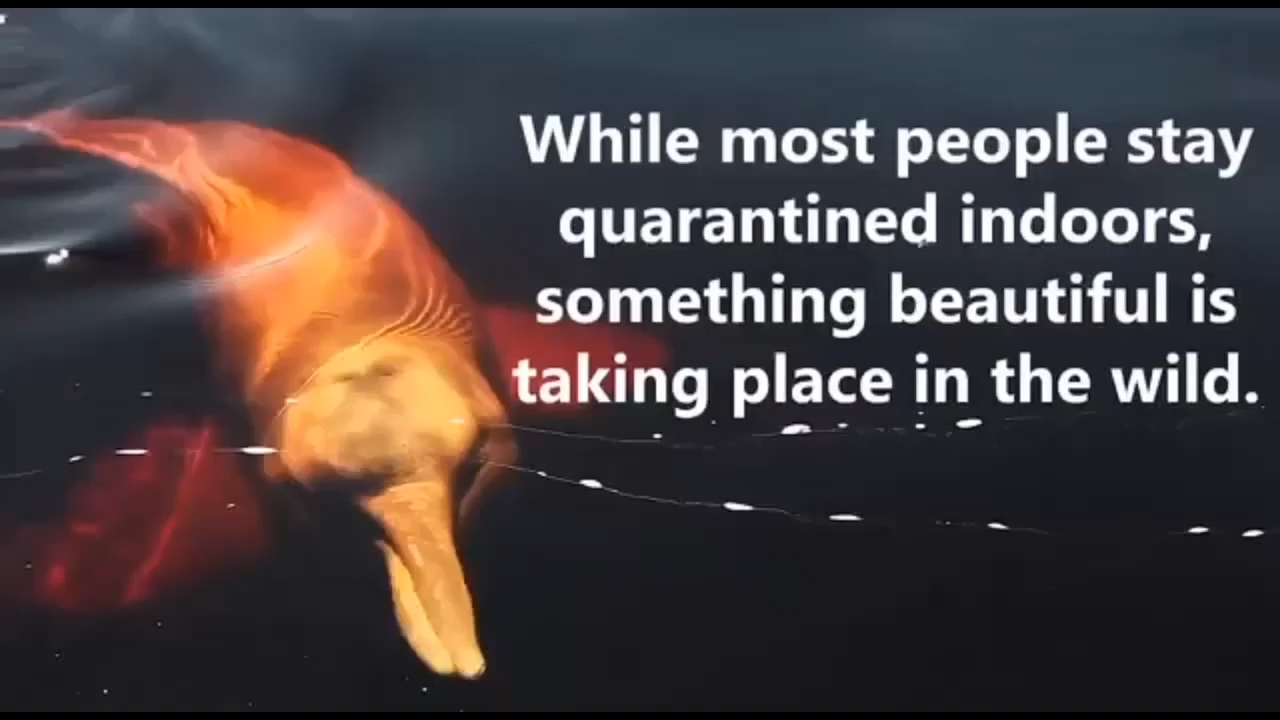 While most people stay
quarantined indoors,
something beautiful is
taking place in the wild.